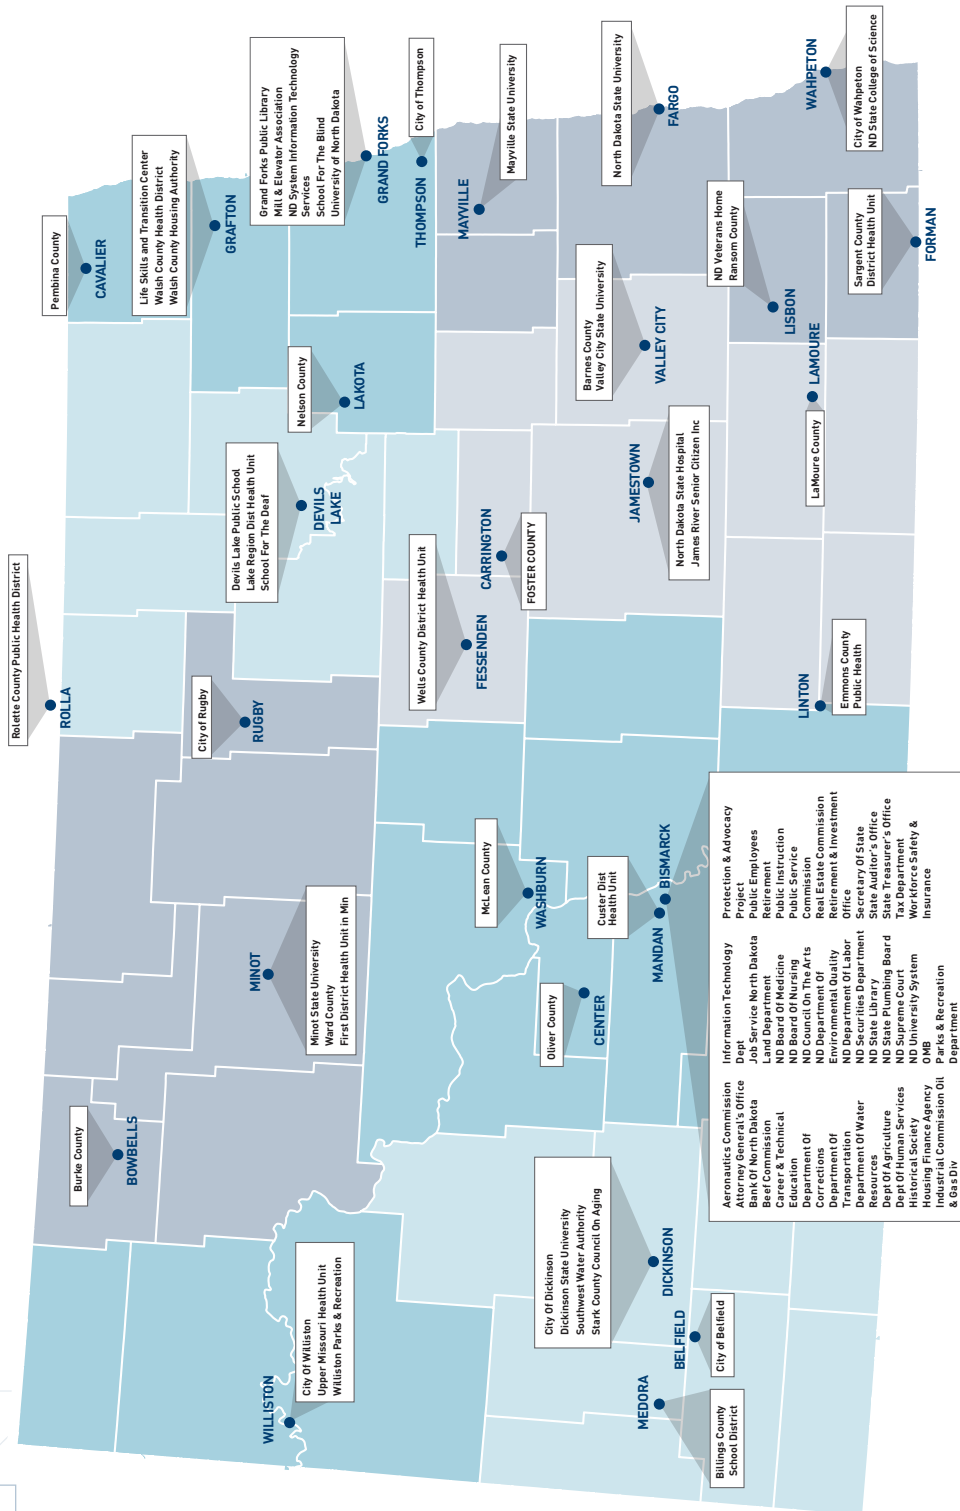 Rolette County Public Health District
ROLLA
Pembina County
CAVALIER
Burke County
BOWBELLS
Life Skills and Transition Center
Walsh County Health District
Walsh County Housing Authority
GRAFTON
City of Rugby
RUGBY
Minot State University
Ward County
First District Health Unit in Min
MINOT
Devils Lake Public School
Lake Region Dist Health Unit
School For The Deaf
DEVILS
LAKE
Grand Forks Public Library
Mill & Elevator Association
ND System Information Technology
Services
School For The Blind
University of North Dakota
GRAND FORKS
City Of Williston
Upper Missouri Health Unit
Williston Parks & Recreation
WILLISTON
Nelson County
LAKOTA
City of Thompson
THOMPSON
Wells County District Health Unit
FESSENDEN
FOSTER COUNTY
CARRINGTON
Mayville State University
MAYVILLE
McLean County
WASHBURN
Oliver County
CENTER
Custer Dist
Health Unit
MANDAN
BISMARCK
City Of Dickinson
Dickinson State University
Southwest Water Authority
Stark County Council On Aging
DICKINSON
City of Belfield
BELFIELD
Billings County
School District
MEDORA
North Dakota State Hospital
James River Senior Citizen Inc
JAMESTOWN
Barnes County
Valley City State University
VALLEY CITY
North Dakota State University
FARGO
ND Veterans Home
Ransom County
LISBON
LaMoure County
LAMOURE
Emmons County
Public Health
LINTON
Sargent County
District Health Unit
FORMAN
City of Wahpeton
ND State College of Science
WAHPETON
Aeronautics Commission
Attorney General's Office
Bank Of North Dakota
Beef Commission
Career & Technical
Education
Department Of
Corrections
Department Of
Transportation
Department Of Water
Resources
Dept Of Agriculture
Dept Of Human Services
Historical Society
Housing Finance Agency
Industrial Commission Oil
& Gas Div
Information Technology
Dept
Job Service North Dakota
Land Department
ND Board Of Medicine
ND Board Of Nursing
ND Council On The Arts
ND Department Of
Environmental Quality
ND Department Of Labor
ND Securities Department
ND State Library
ND State Plumbing Board
ND Supreme Court
ND University System
OMB
Parks & Recreation
Department
Protection & Advocacy
Project
Public Employees
Retirement
Public Instruction
Public Service
Commission
Real Estate Commission
Retirement & Investment
Office
Secretary Of State
State Auditor's Office
State Treasurer's Office
Tax Department
Workforce Safety &
Insurance